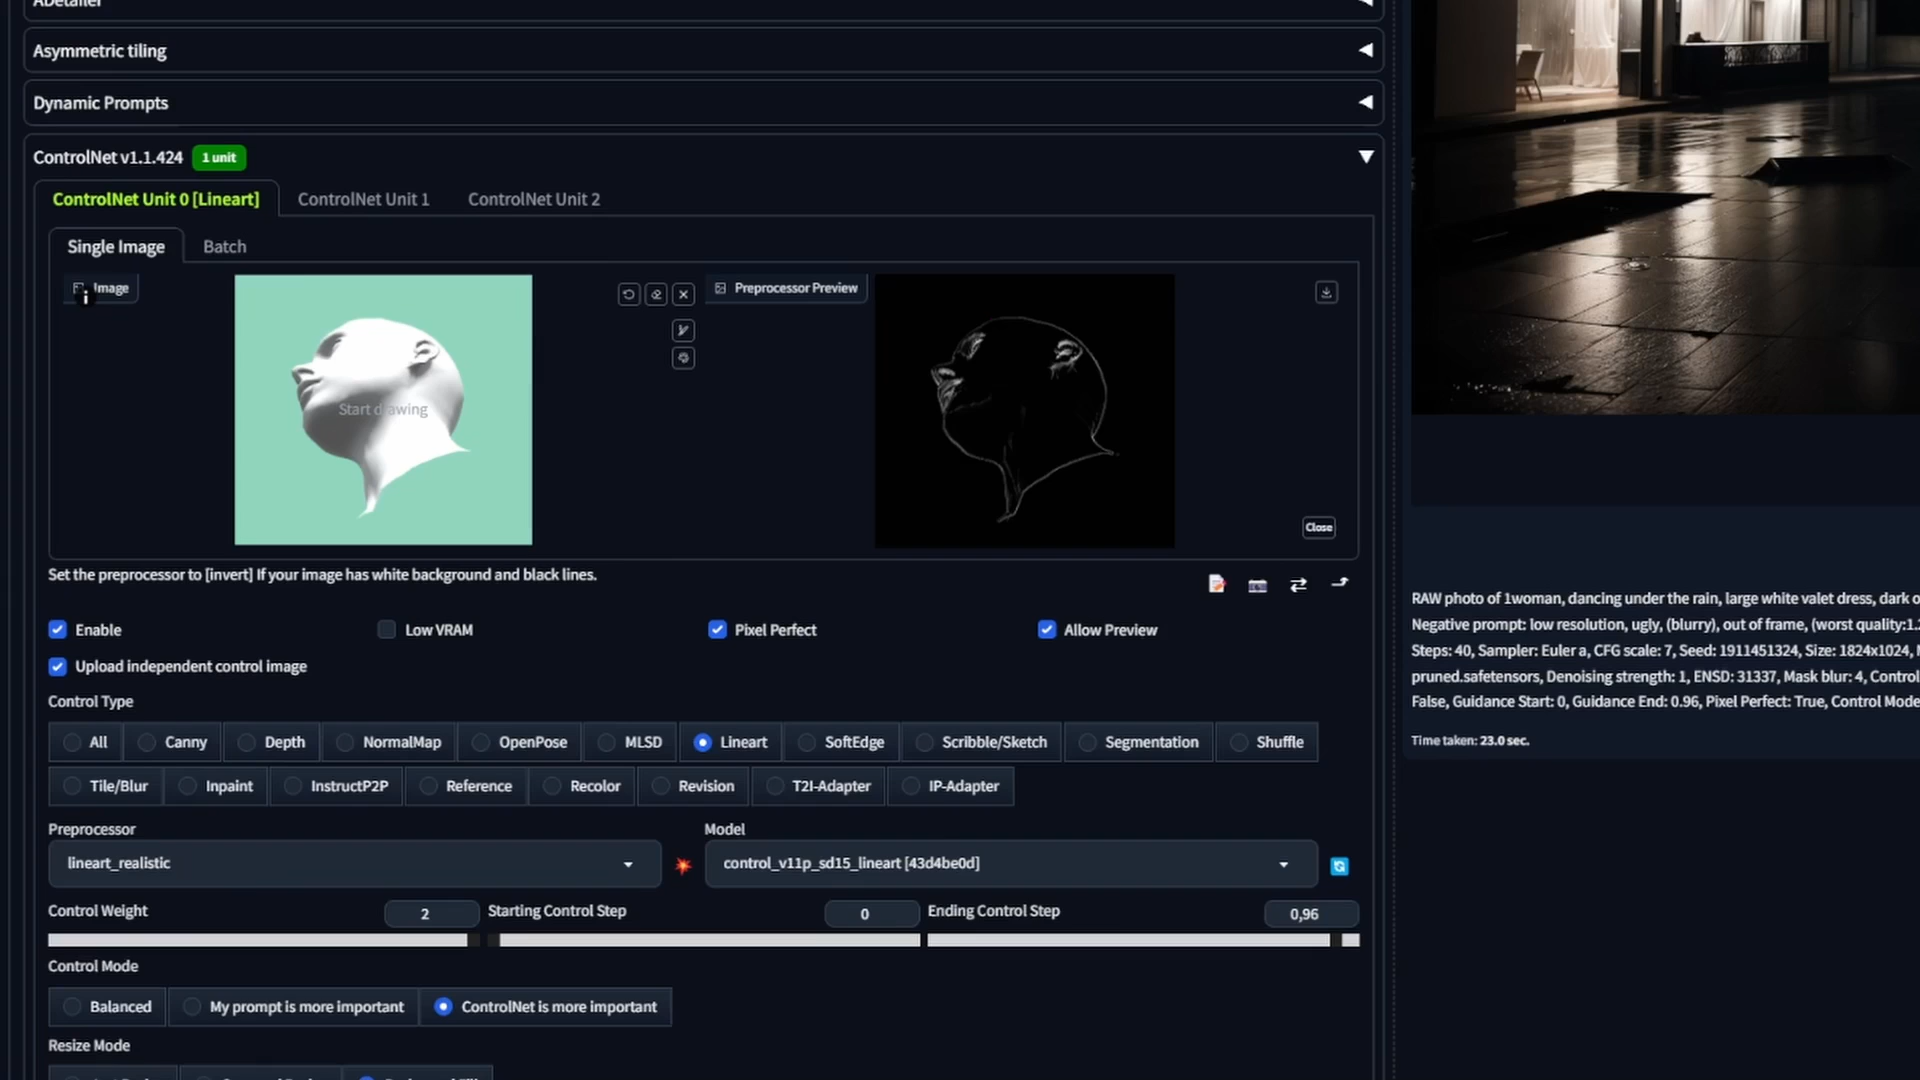 ADetailer
Asymmetric tiling
Dynamic Prompts
ControlNet v1.1.424 1 unit
ControlNet Unit 0 [Lineart] ControlNet Unit 1 ControlNet Unit 2
Single Image Batch
Image Preprocessor Preview
Start drawing
Close
Set the preprocessor to [invert] If your image has white background and black lines.
Enable Low VRAM Pixel Perfect Allow Preview
Upload independent control image
Control Type
All Canny Depth NormalMap OpenPose MLSD Lineart SoftEdge Scribble/Sketch Segmentation Shuffle
Tile/Blur Inpaint InstructP2P Reference Recolor Revision T2I-Adapter IP-Adapter
Preprocessor Model
lineart_realistic control_v11p_sd15_lineart [43d4be0d]
Control Weight 2 Starting Control Step 0 Ending Control Step 0,96
Control Mode
Balanced My prompt is more important ControlNet is more important
Resize Mode
RAW photo of 1woman, dancing under the rain, large white valet dress, dark o
Negative prompt: low resolution, ugly, (blurry), out of frame, (worst quality:1.
Steps: 40, Sampler: Euler a, CFG scale: 7, Seed: 1911451324, Size: 1824x1024,
pruned.safetensors, Denoising strength: 1, ENSD: 31337, Mask blur: 4, Control
False, Guidance Start: 0, Guidance End: 0.96, Pixel Perfect: True, Control Mode
Time taken: 23.0 sec.